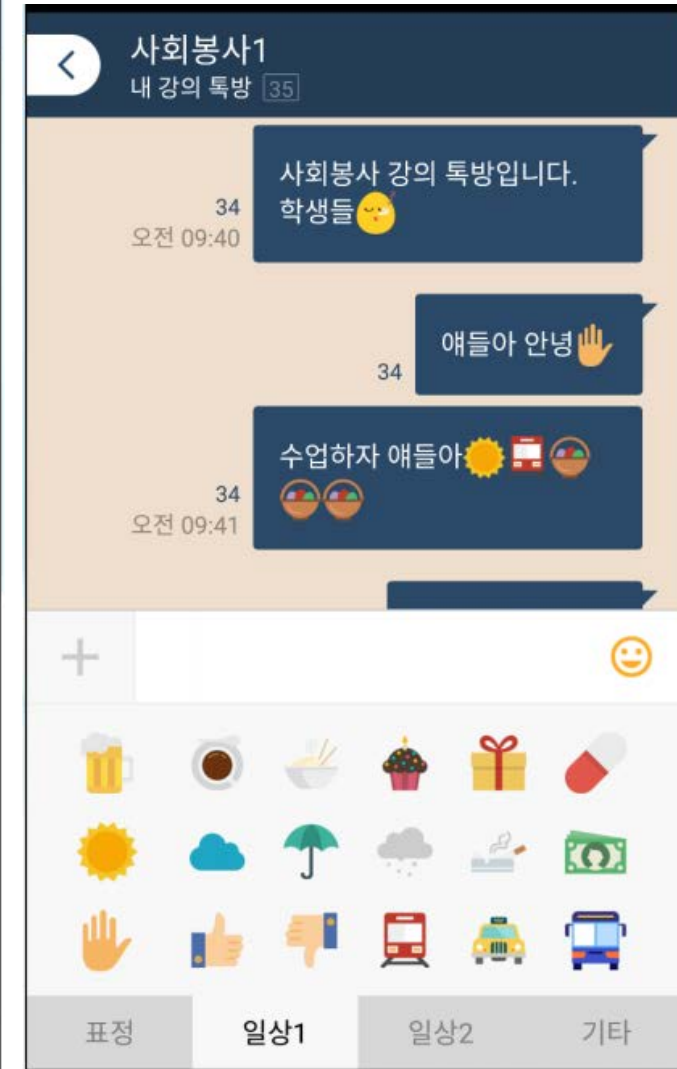 사회봉사1
내 강의 톡방 35
사회봉사 강의 톡방입니다.
학생들
34
오전 09:40
얘들아 안녕
34
수업하자 얘들아
34
오전 09:41
표정 일상1 일상2 기타